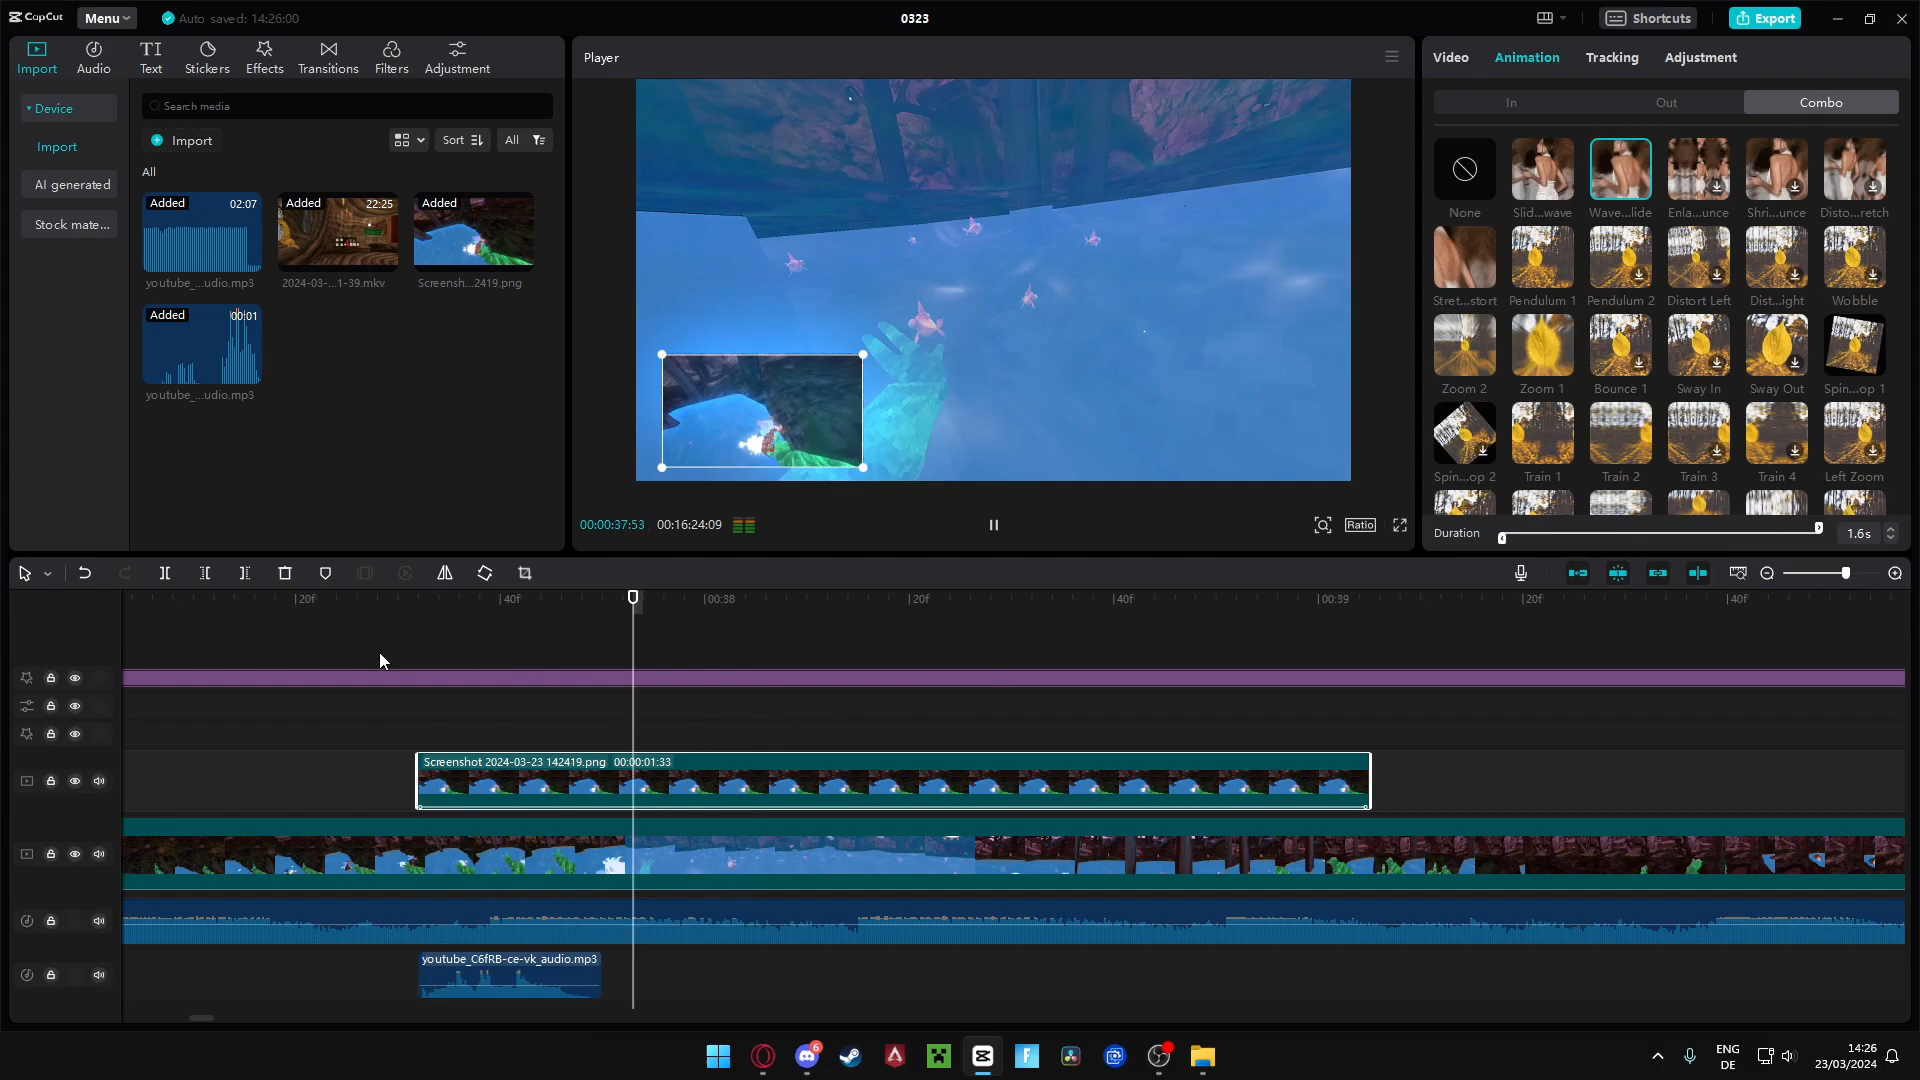 CapCut
Menu
Auto saved: 14:26:00
0323
Shortcuts
Export
Import
Audio
TI
Text
Stickers
Effects
Transitions
Filters
Adjustment
Device
Import
AI generated
Stock mate...
Search media
Import
Sort
All
All
Added
02:07
youtube_...udio.mp3
Added
22:25
2024-03-...1-39.mkv
Added
Screensh...2419.png
Added
00:01
youtube_...udio.mp3
Player
00:00:37:53
00:16:24:09
Ratio
Video
Animation
Tracking
Adjustment
In
Out
Combo
None
Slid...wave
Wave...lide
Enla...unce
Shri...unce
Disto...retch
Stret...stort
Pendulum 1
Pendulum 2
Distort Left
Dist...ight
Wobble
Zoom 2
Zoom 1
Bounce 1
Sway In
Sway Out
Spin...op 1
Spin...op 2
Train 1
Train 2
Train 3
Train 4
Left Zoom
Duration
1.6s
20f
40f
00:38
20f
40f
00:39
20f
40f
Screenshot 2024-03-23 142419.png 00:00:01:33
youtube_C6fRB-ce-vk_audio.mp3
6
ENG
DE
14:26
23/03/2024